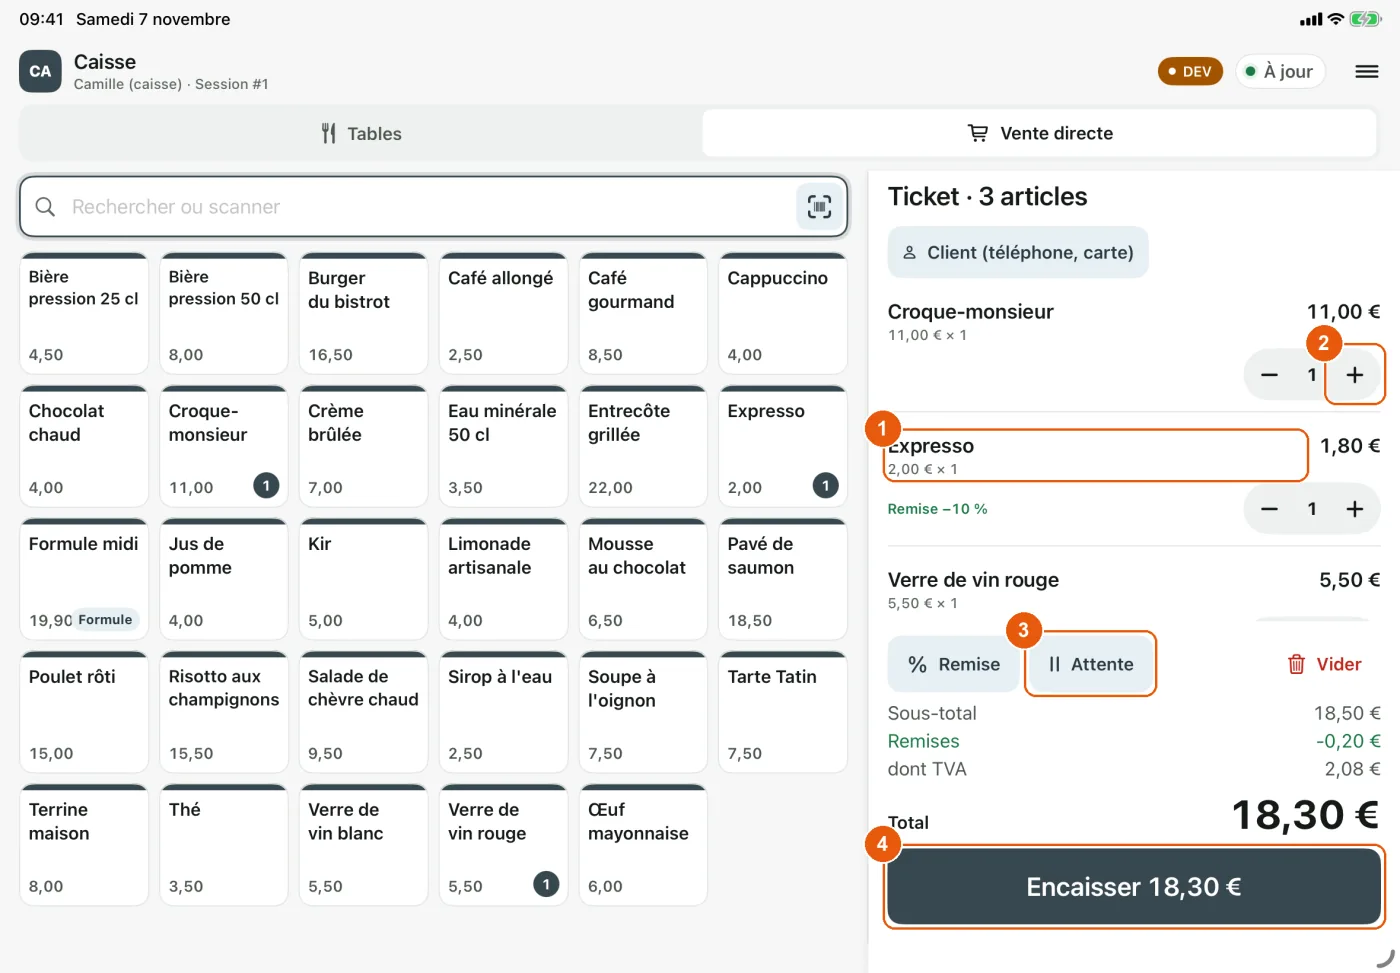 09:41 Samedi 7 novembre
CA
Caisse
Camille (caisse) · Session #1
DEV
À jour
Tables
Vente directe
Rechercher ou scanner
Bière
pression 25 cl
4,50
Bière
pression 50 cl
8,00
Burger
du bistrot
16,50
Café allongé
2,50
Café
gourmand
8,50
Cappuccino
4,00
Chocolat
chaud
4,00
Croque-
monsieur
11,00
1
Crème
brûlée
7,00
Eau minérale
50 cl
3,50
Entrecôte
grillée
22,00
Expresso
2,00
1
Formule midi
19,90
Formule
Jus de
pomme
4,00
Kir
5,00
Limonade
artisanale
4,00
Mousse
au chocolat
6,50
Pavé de
saumon
18,50
Poulet rôti
15,00
Risotto aux
champignons
15,50
Salade de
chèvre chaud
9,50
Sirop à l'eau
2,50
Soupe à
l'oignon
7,50
Tarte Tatin
7,50
Terrine
maison
8,00
Thé
3,50
Verre de
vin blanc
5,50
Verre de
vin rouge
5,50
1
Œuf
mayonnaise
6,00
Ticket · 3 articles
Client (téléphone, carte)
Croque-monsieur 11,00 €
11,00 € × 1
2
− 1 +
1
Expresso 1,80 €
2,00 € × 1
Remise −10 %
− 1 +
Verre de vin rouge 5,50 €
5,50 € × 1
3
% Remise
Attente
Vider
Sous-total 18,50 €
Remises -0,20 €
dont TVA 2,08 €
Total 18,30 €
4
Encaisser 18,30 €